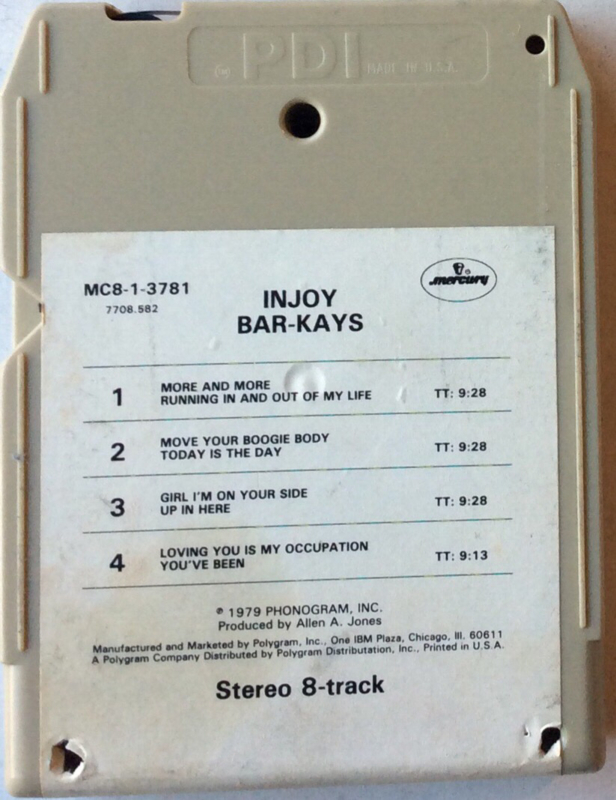 PDI MADE IN U.S.A.
MC8-1-3781
7708.582
mercury
INJOY
BAR-KAYS
1 MORE AND MORE
RUNNING IN AND OUT OF MY LIFE TT: 9:28
2 MOVE YOUR BOOGIE BODY
TODAY IS THE DAY TT: 9:28
3 GIRL I'M ON YOUR SIDE
UP IN HERE TT: 9:28
4 LOVING YOU IS MY OCCUPATION
YOU'VE BEEN TT: 9:13
℗ 1979 PHONOGRAM, INC.
Produced by Allen A. Jones
Manufactured and Marketed by Polygram, Inc., One IBM Plaza, Chicago, Ill. 60611
A Polygram Company Distributed by Polygram Distributation, Inc., Printed in U.S.A.
Stereo 8-track